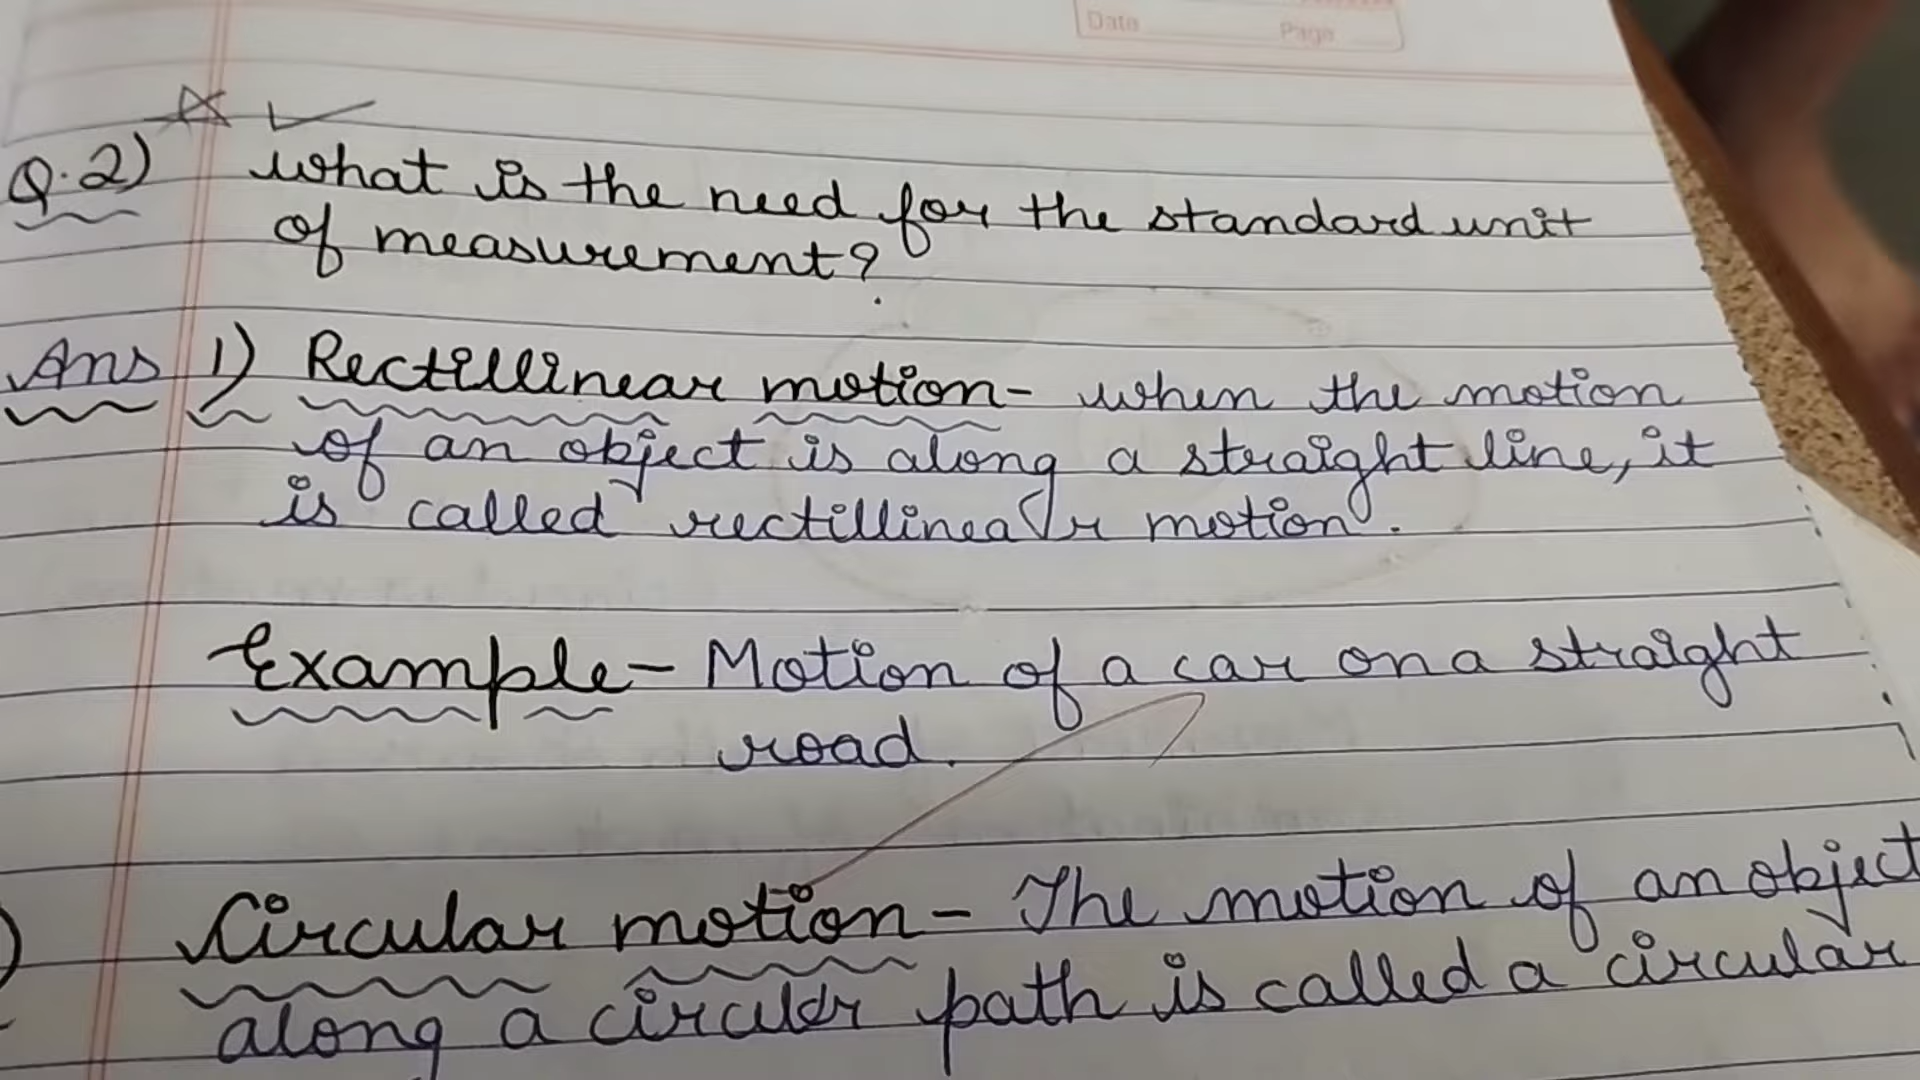 Date Page
Q.2) what is the need for the standard unit
of measurement?
Ans 1) Rectillinear motion- when the motion
of an object is along a straight line, it
is called rectillinear motion.
Example- Motion of a car on a straight
road.
) Circular motion- The motion of an object
along a circular path is called a circular